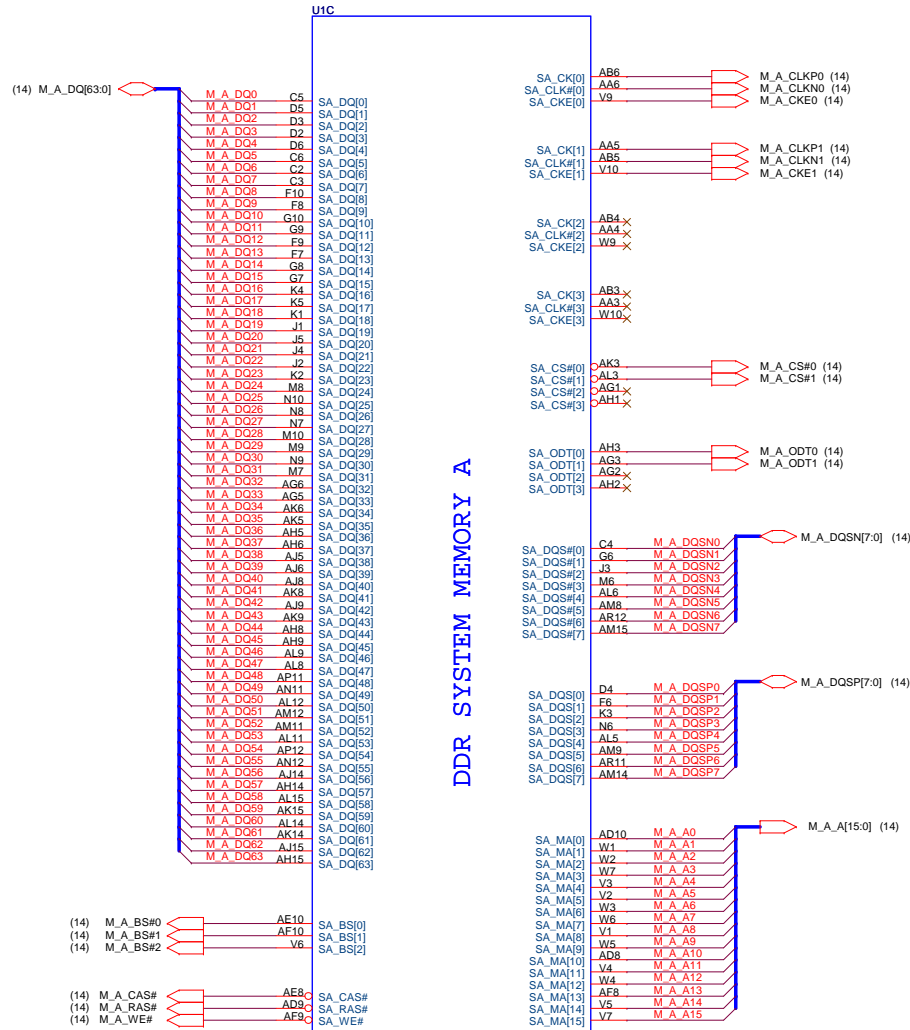 U1C
(14) M_A_DQ[63:0]
M_A_DQ0 C5 SA_DQ[0]
M_A_DQ1 D5 SA_DQ[1]
M_A_DQ2 D3 SA_DQ[2]
M_A_DQ3 D2 SA_DQ[3]
M_A_DQ4 D6 SA_DQ[4]
M_A_DQ5 C6 SA_DQ[5]
M_A_DQ6 C2 SA_DQ[6]
M_A_DQ7 C3 SA_DQ[7]
M_A_DQ8 F10 SA_DQ[8]
M_A_DQ9 F8 SA_DQ[9]
M_A_DQ10 G10 SA_DQ[10]
M_A_DQ11 G9 SA_DQ[11]
M_A_DQ12 F9 SA_DQ[12]
M_A_DQ13 F7 SA_DQ[13]
M_A_DQ14 G8 SA_DQ[14]
M_A_DQ15 G7 SA_DQ[15]
M_A_DQ16 K4 SA_DQ[16]
M_A_DQ17 K5 SA_DQ[17]
M_A_DQ18 K1 SA_DQ[18]
M_A_DQ19 J1 SA_DQ[19]
M_A_DQ20 J5 SA_DQ[20]
M_A_DQ21 J4 SA_DQ[21]
M_A_DQ22 J2 SA_DQ[22]
M_A_DQ23 K2 SA_DQ[23]
M_A_DQ24 M8 SA_DQ[24]
M_A_DQ25 N10 SA_DQ[25]
M_A_DQ26 N8 SA_DQ[26]
M_A_DQ27 N7 SA_DQ[27]
M_A_DQ28 M10 SA_DQ[28]
M_A_DQ29 M9 SA_DQ[29]
M_A_DQ30 N9 SA_DQ[30]
M_A_DQ31 M7 SA_DQ[31]
M_A_DQ32 AG6 SA_DQ[32]
M_A_DQ33 AG5 SA_DQ[33]
M_A_DQ34 AK6 SA_DQ[34]
M_A_DQ35 AK5 SA_DQ[35]
M_A_DQ36 AH5 SA_DQ[36]
M_A_DQ37 AH6 SA_DQ[37]
M_A_DQ38 AJ5 SA_DQ[38]
M_A_DQ39 AJ6 SA_DQ[39]
M_A_DQ40 AJ8 SA_DQ[40]
M_A_DQ41 AK8 SA_DQ[41]
M_A_DQ42 AJ9 SA_DQ[42]
M_A_DQ43 AK9 SA_DQ[43]
M_A_DQ44 AH8 SA_DQ[44]
M_A_DQ45 AH9 SA_DQ[45]
M_A_DQ46 AL9 SA_DQ[46]
M_A_DQ47 AL8 SA_DQ[47]
M_A_DQ48 AP11 SA_DQ[48]
M_A_DQ49 AN11 SA_DQ[49]
M_A_DQ50 AL12 SA_DQ[50]
M_A_DQ51 AM12 SA_DQ[51]
M_A_DQ52 AM11 SA_DQ[52]
M_A_DQ53 AL11 SA_DQ[53]
M_A_DQ54 AP12 SA_DQ[54]
M_A_DQ55 AN12 SA_DQ[55]
M_A_DQ56 AJ14 SA_DQ[56]
M_A_DQ57 AH14 SA_DQ[57]
M_A_DQ58 AL15 SA_DQ[58]
M_A_DQ59 AK15 SA_DQ[59]
M_A_DQ60 AL14 SA_DQ[60]
M_A_DQ61 AK14 SA_DQ[61]
M_A_DQ62 AJ15 SA_DQ[62]
M_A_DQ63 AH15 SA_DQ[63]
(14) M_A_BS#0 AE10 SA_BS[0]
(14) M_A_BS#1 AF10 SA_BS[1]
(14) M_A_BS#2 V6 SA_BS[2]
(14) M_A_CAS# AE8 SA_CAS#
(14) M_A_RAS# AD9 SA_RAS#
(14) M_A_WE# AF9 SA_WE#
DDR SYSTEM MEMORY A
SA_CK[0] AB6 M_A_CLKP0 (14)
SA_CLK#[0] AA6 M_A_CLKN0 (14)
SA_CKE[0] V9 M_A_CKE0 (14)
SA_CK[1] AA5 M_A_CLKP1 (14)
SA_CLK#[1] AB5 M_A_CLKN1 (14)
SA_CKE[1] V10 M_A_CKE1 (14)
SA_CK[2] AB4
SA_CLK#[2] AA4
SA_CKE[2] W9
SA_CK[3] AB3
SA_CLK#[3] AA3
SA_CKE[3] W10
SA_CS#[0] AK3 M_A_CS#0 (14)
SA_CS#[1] AL3 M_A_CS#1 (14)
SA_CS#[2] AG1
SA_CS#[3] AH1
SA_ODT[0] AH3 M_A_ODT0 (14)
SA_ODT[1] AG3 M_A_ODT1 (14)
SA_ODT[2] AG2
SA_ODT[3] AH2
M_A_DQSN[7:0] (14)
SA_DQS#[0] C4 M_A_DQSN0
SA_DQS#[1] G6 M_A_DQSN1
SA_DQS#[2] J3 M_A_DQSN2
SA_DQS#[3] M6 M_A_DQSN3
SA_DQS#[4] AL6 M_A_DQSN4
SA_DQS#[5] AM8 M_A_DQSN5
SA_DQS#[6] AR12 M_A_DQSN6
SA_DQS#[7] AM15 M_A_DQSN7
M_A_DQSP[7:0] (14)
SA_DQS[0] D4 M_A_DQSP0
SA_DQS[1] F6 M_A_DQSP1
SA_DQS[2] K3 M_A_DQSP2
SA_DQS[3] N6 M_A_DQSP3
SA_DQS[4] AL5 M_A_DQSP4
SA_DQS[5] AM9 M_A_DQSP5
SA_DQS[6] AR11 M_A_DQSP6
SA_DQS[7] AM14 M_A_DQSP7
M_A_A[15:0] (14)
SA_MA[0] AD10 M_A_A0
SA_MA[1] W1 M_A_A1
SA_MA[2] W2 M_A_A2
SA_MA[3] W7 M_A_A3
SA_MA[4] V3 M_A_A4
SA_MA[5] V2 M_A_A5
SA_MA[6] W3 M_A_A6
SA_MA[7] W6 M_A_A7
SA_MA[8] V1 M_A_A8
SA_MA[9] W5 M_A_A9
SA_MA[10] AD8 M_A_A10
SA_MA[11] V4 M_A_A11
SA_MA[12] W4 M_A_A12
SA_MA[13] AF8 M_A_A13
SA_MA[14] V5 M_A_A14
SA_MA[15] V7 M_A_A15